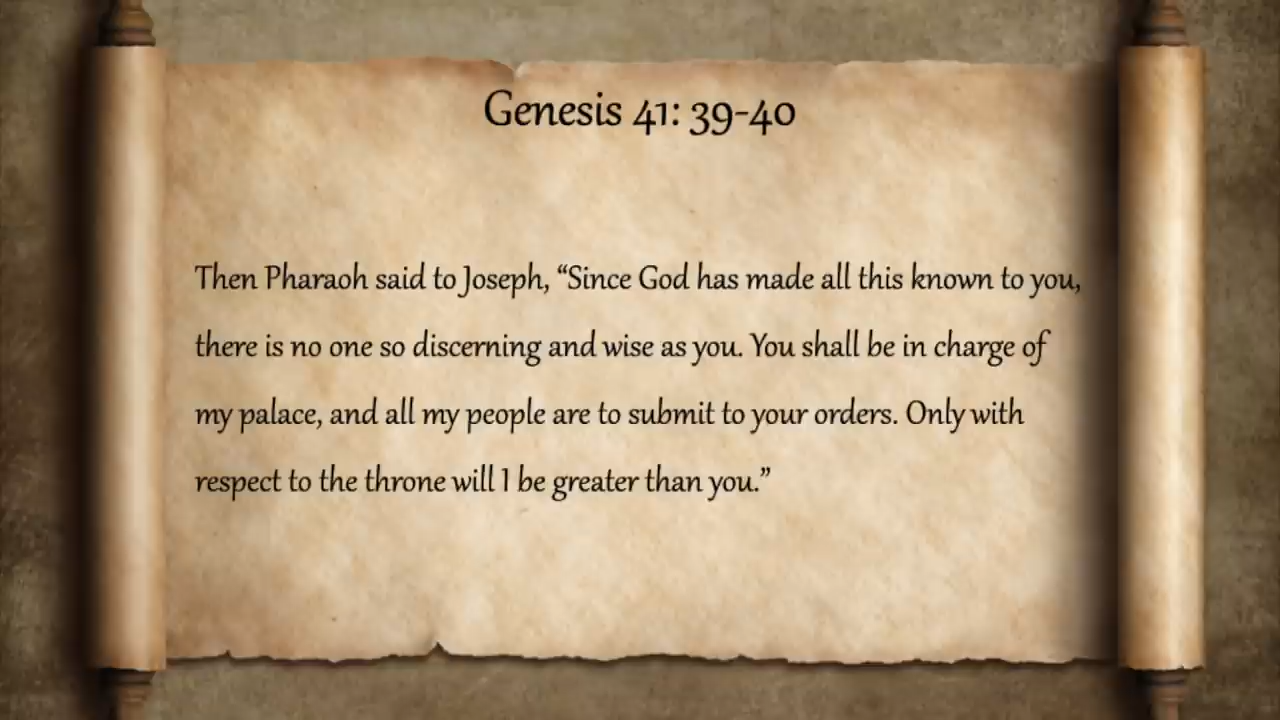 Genesis 41: 39-40
Then Pharaoh said to Joseph, “Since God has made all this known to you,
there is no one so discerning and wise as you. You shall be in charge of
my palace, and all my people are to submit to your orders. Only with
respect to the throne will I be greater than you.”